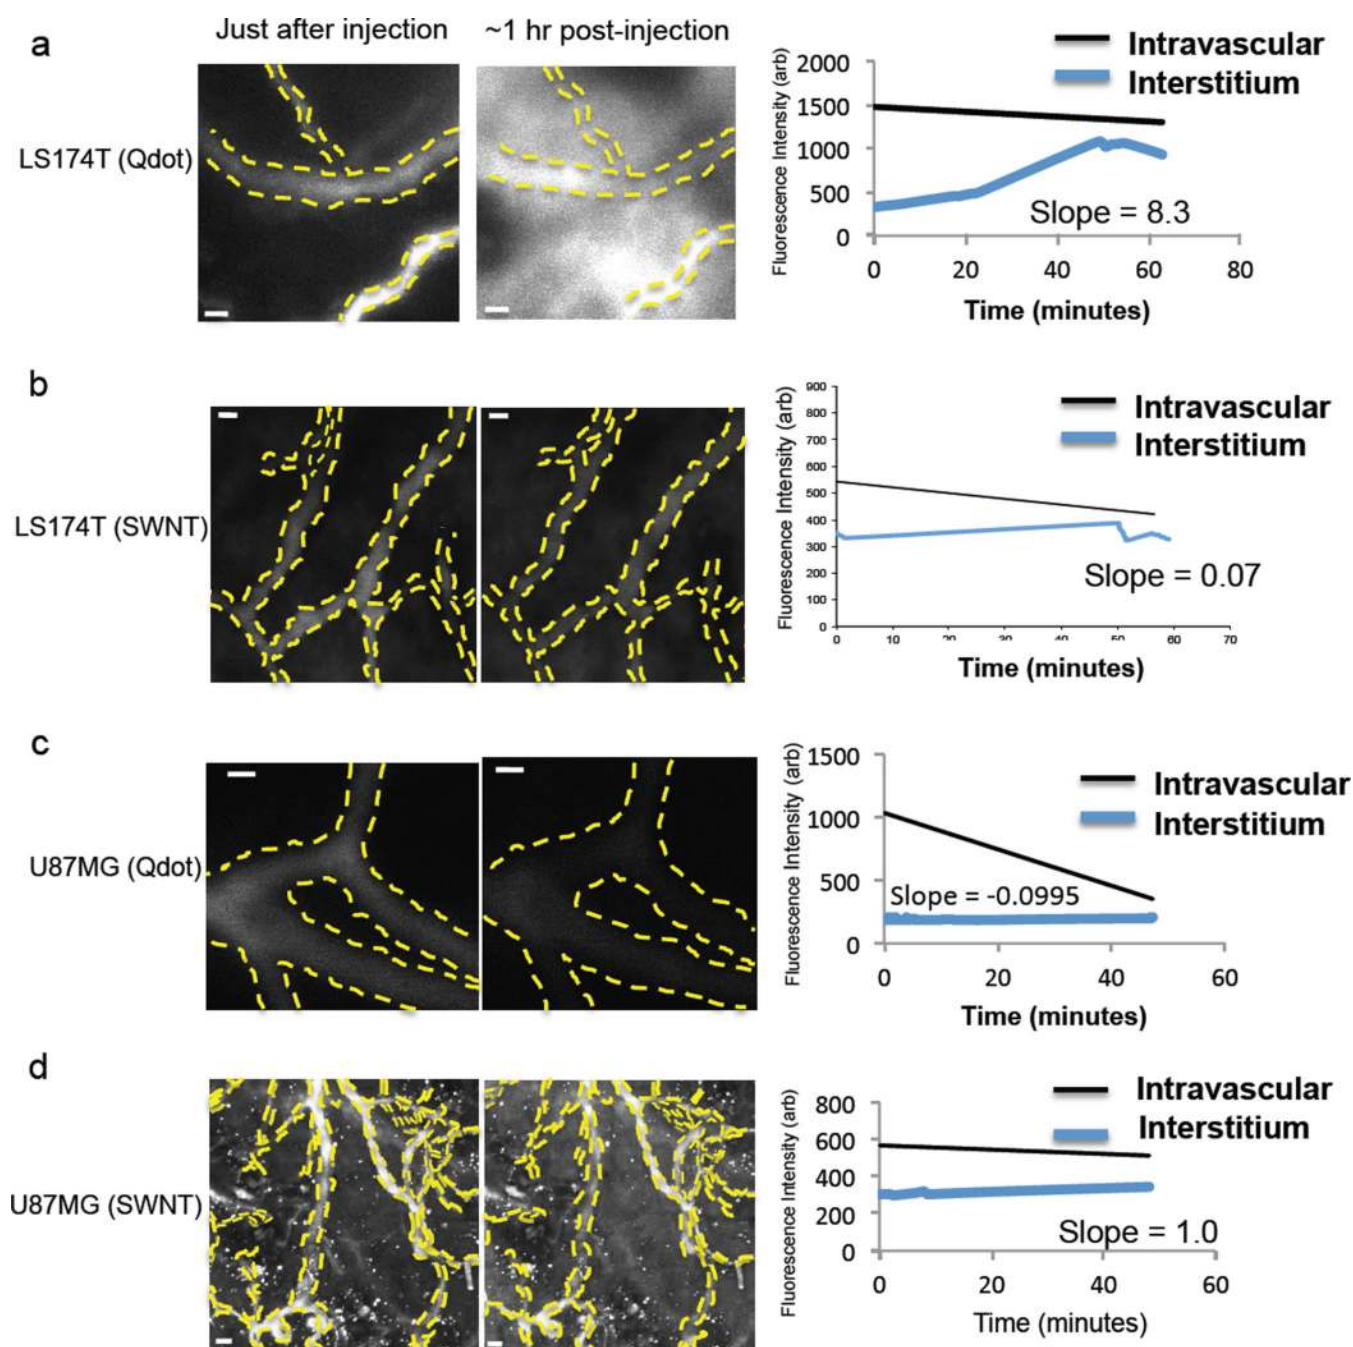 a
Just after injection
~1 hr post-injection
LS174T (Qdot)
Fluorescence Intensity (arb)
2000
1500
1000
500
0
0 20 40 60 80
Time (minutes)
Intravascular
Interstitium
Slope = 8.3
b
LS174T (SWNT)
Fluorescence Intensity (arb)
900
800
700
600
500
400
300
200
100
0
0 10 20 30 40 50 60 70
Time (minutes)
Intravascular
Interstitium
Slope = 0.07
c
U87MG (Qdot)
Fluorescence Intensity (arb)
1500
1000
500
0
0 20 40 60
Time (minutes)
Intravascular
Interstitium
Slope = -0.0995
d
U87MG (SWNT)
Fluorescence Intensity (arb)
800
600
400
200
0
0 20 40 60
Time (minutes)
Intravascular
Interstitium
Slope = 1.0